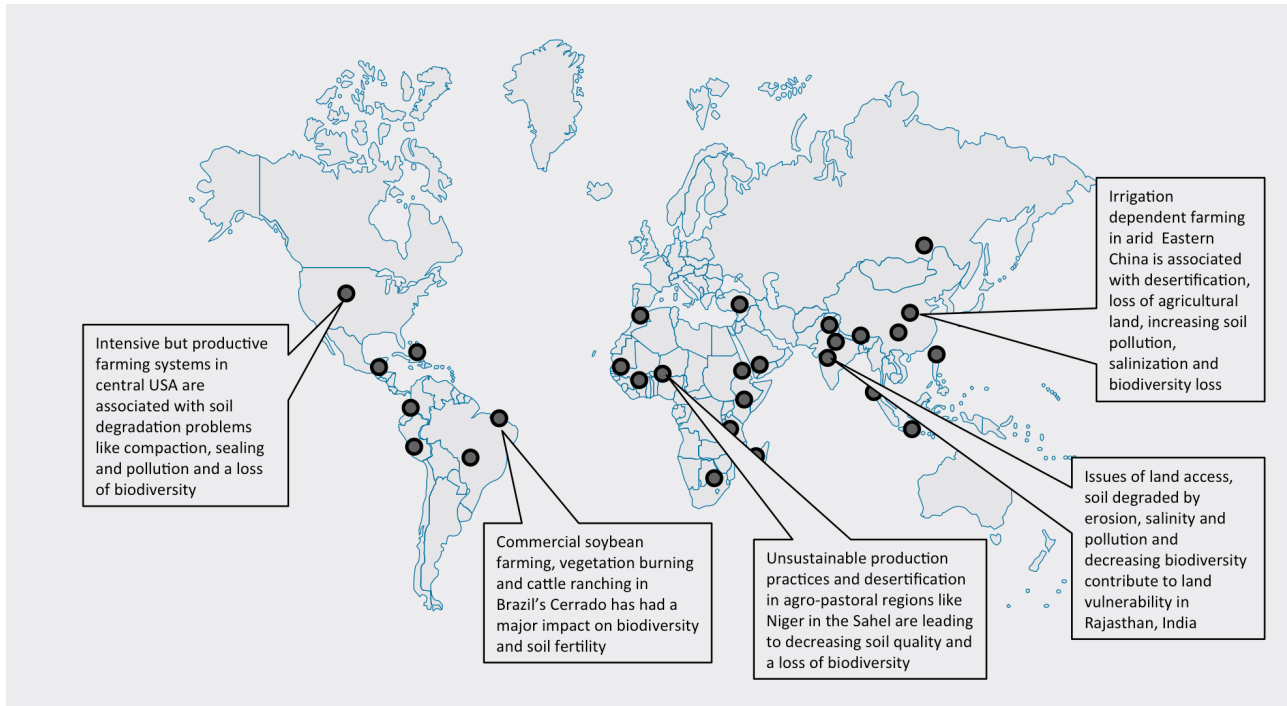 Intensive but productive
farming systems in
central USA are
associated with soil
degradation problems
like compaction, sealing
and pollution and a loss
of biodiversity
Commercial soybean
farming, vegetation burning
and cattle ranching in
Brazil's Cerrado has had a
major impact on biodiversity
and soil fertility
Unsustainable production
practices and desertification
in agro-pastoral regions like
Niger in the Sahel are leading
to decreasing soil quality and
a loss of biodiversity
Irrigation
dependent farming
in arid Eastern
China is associated
with desertification,
loss of agricultural
land, increasing soil
pollution,
salinization and
biodiversity loss
Issues of land access,
soil degraded by
erosion, salinity and
pollution and
decreasing biodiversity
contribute to land
vulnerability in
Rajasthan, India